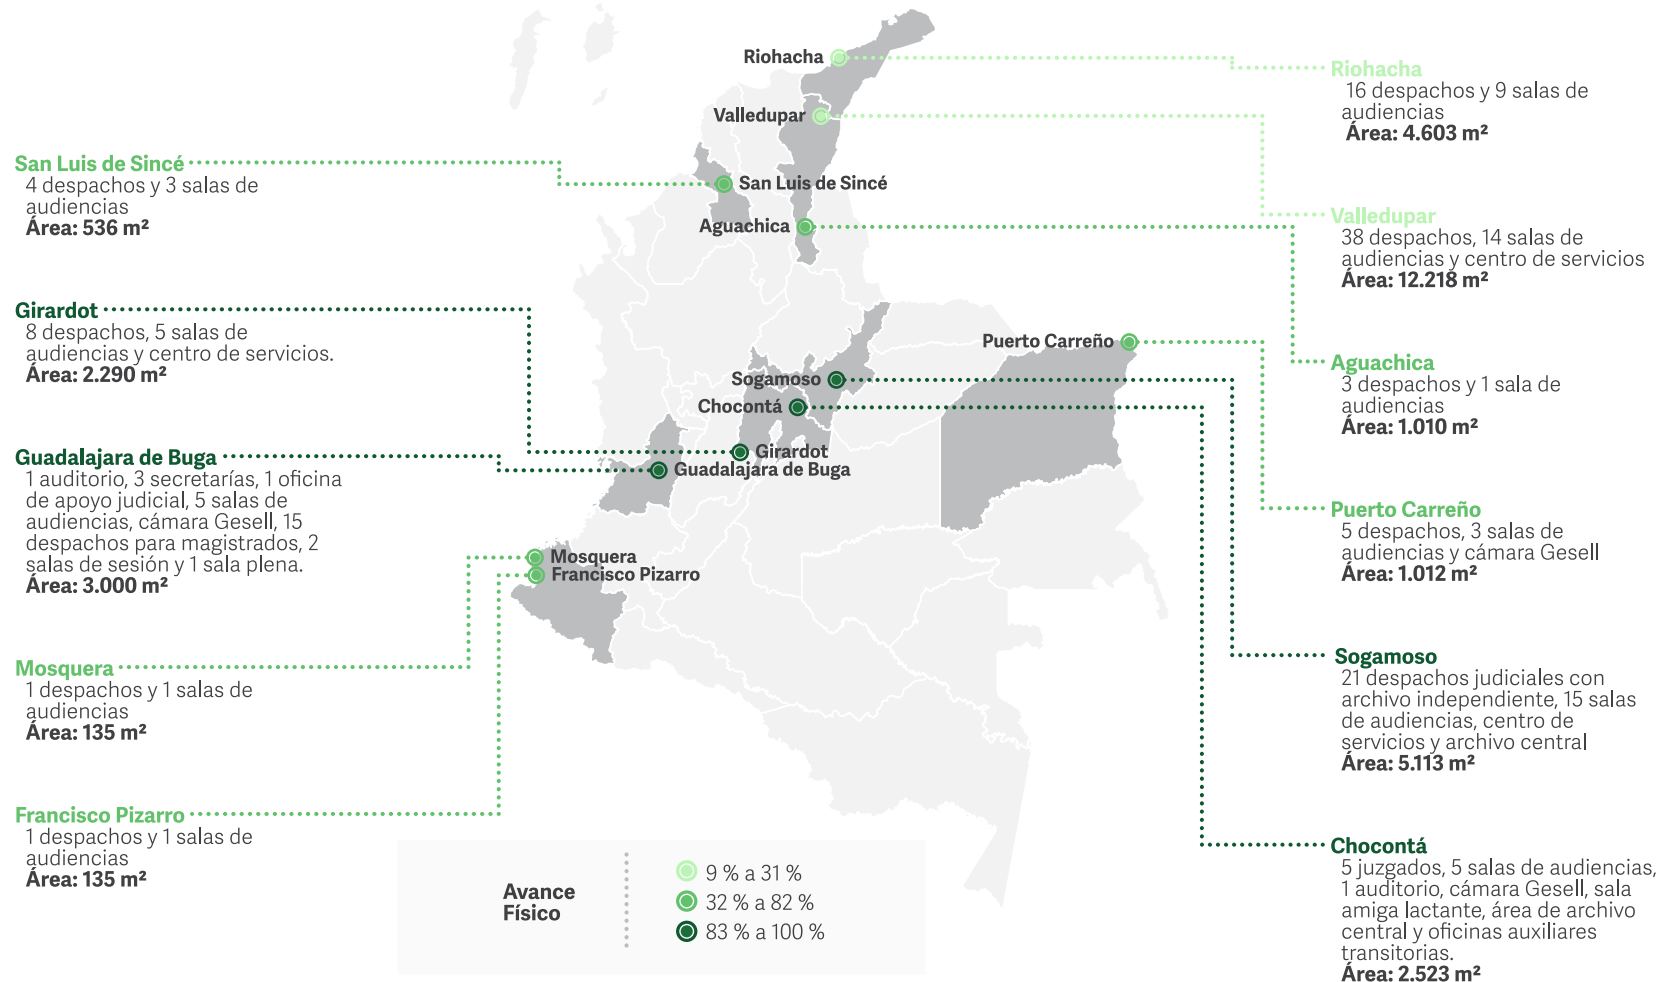 Riohacha
Valledupar
San Luis de Sincé
Aguachica
Puerto Carreño
Sogamoso
Chocontá
Girardot
Guadalajara de Buga
Mosquera
Francisco Pizarro
San Luis de Sincé
4 despachos y 3 salas de
audiencias
Área: 536 m²
Girardot
8 despachos, 5 salas de
audiencias y centro de servicios.
Área: 2.290 m²
Guadalajara de Buga
1 auditorio, 3 secretarías, 1 oficina
de apoyo judicial, 5 salas de
audiencias, cámara Gesell, 15
despachos para magistrados, 2
salas de sesión y 1 sala plena.
Área: 3.000 m²
Mosquera
1 despachos y 1 salas de
audiencias
Área: 135 m²
Francisco Pizarro
1 despachos y 1 salas de
audiencias
Área: 135 m²
Riohacha
16 despachos y 9 salas de
audiencias
Área: 4.603 m²
Valledupar
38 despachos, 14 salas de
audiencias y centro de servicios
Área: 12.218 m²
Aguachica
3 despachos y 1 sala de
audiencias
Área: 1.010 m²
Puerto Carreño
5 despachos, 3 salas de
audiencias y cámara Gesell
Área: 1.012 m²
Sogamoso
21 despachos judiciales con
archivo independiente, 15 salas
de audiencias, centro de
servicios y archivo central
Área: 5.113 m²
Chocontá
5 juzgados, 5 salas de audiencias,
1 auditorio, cámara Gesell, sala
amiga lactante, área de archivo
central y oficinas auxiliares
transitorias.
Área: 2.523 m²
Avance
Físico
9 % a 31 %
32 % a 82 %
83 % a 100 %